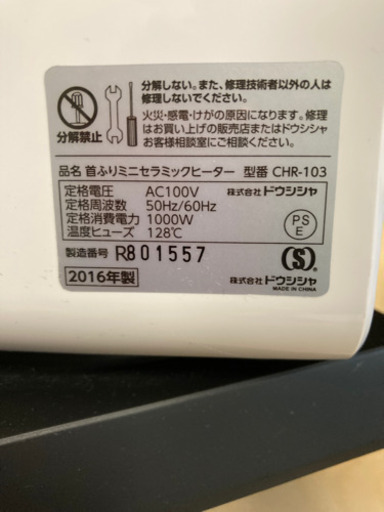 分解禁止
分解しない。また、修理技術者以外の人は
修理しないでください。
火災・感電・けがの原因になります。修理
はお買い上げの販売店またはドウシシャ
お客様相談室にご相談ください。
品名 首ふりミニセラミックヒーター 型番 CHR-103
定格電圧 AC100V 株式会社ドウシシャ
定格周波数 50Hz/60Hz
定格消費電力 1000W
温度ヒューズ 128℃
PS
E
製造番号 R801557
(S)®
2016年製
株式会社ドウシシャ
MADE IN CHINA